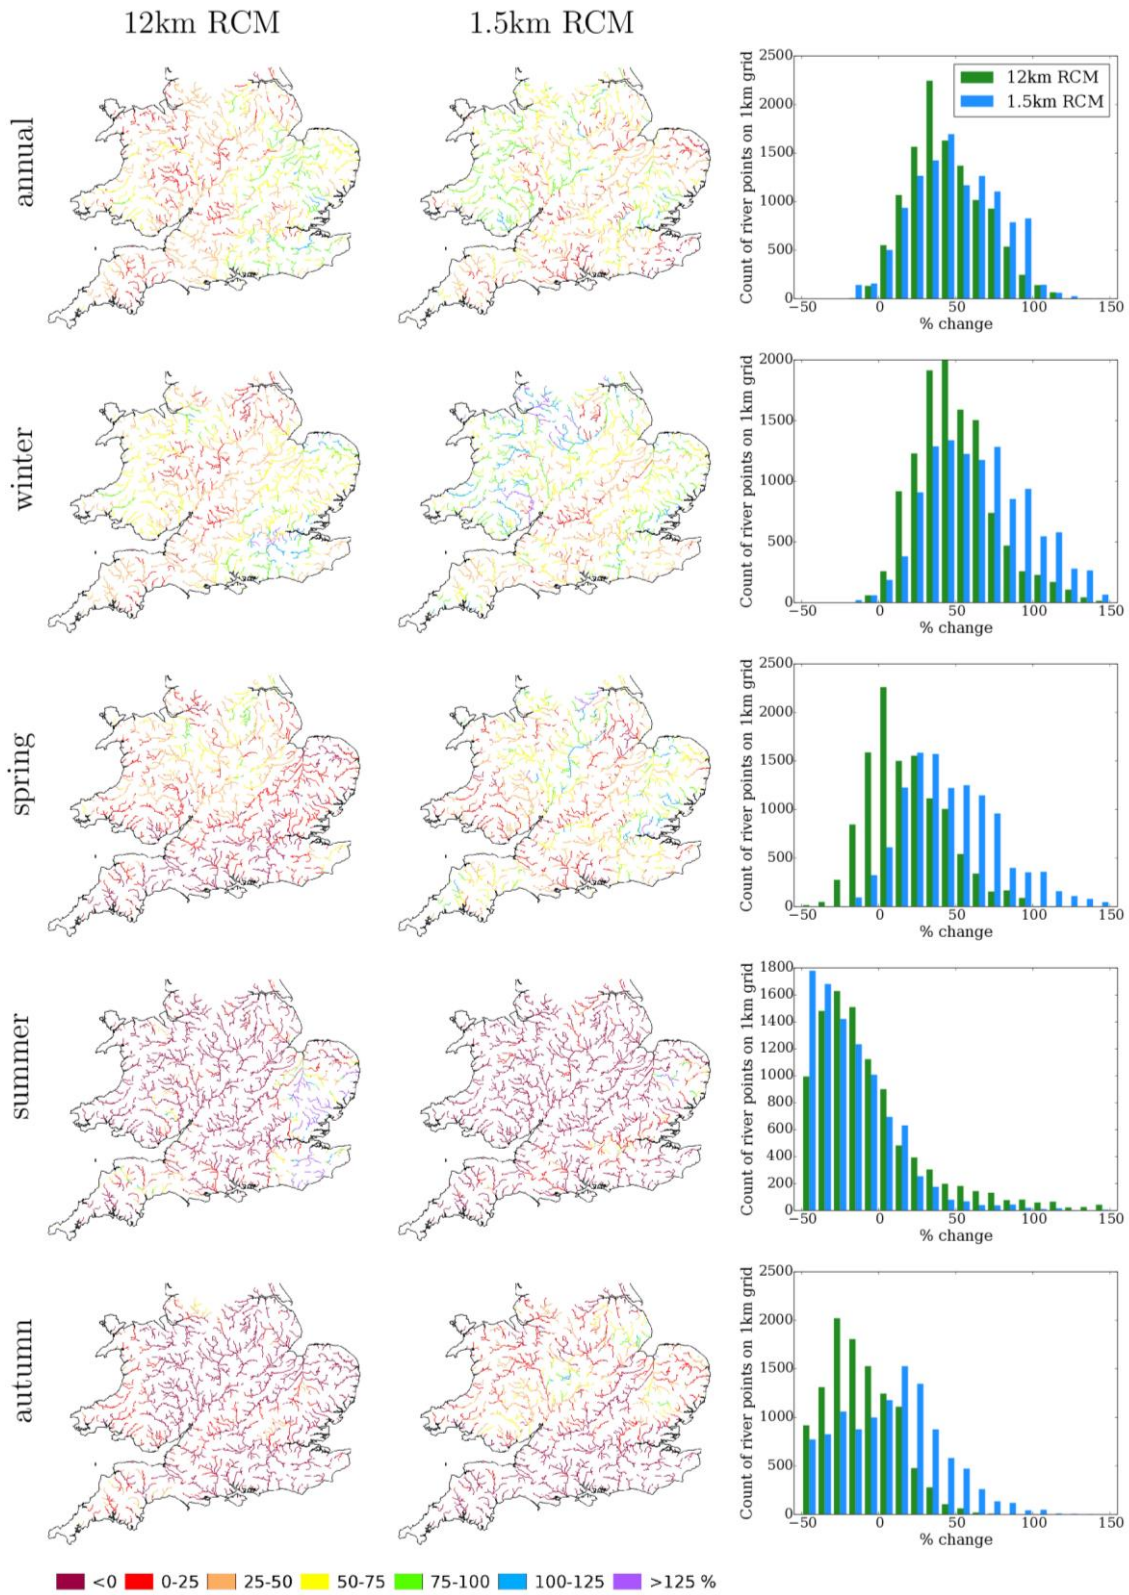 12km RCM 1.5km RCM
annual
Count of river points on 1km grid
2500
2000
1500
1000
500
0
12km RCM
1.5km RCM
−50 0 50 100 150
% change
winter
Count of river points on 1km grid
2000
1500
1000
500
0
−50 0 50 100 150
% change
spring
Count of river points on 1km grid
2500
2000
1500
1000
500
0
−50 0 50 100 150
% change
summer
Count of river points on 1km grid
1800
1600
1400
1200
1000
800
600
400
200
0
−50 0 50 100 150
% change
autumn
Count of river points on 1km grid
2500
2000
1500
1000
500
0
−50 0 50 100 150
% change
<0 0-25 25-50 50-75 75-100 100-125 >125 %